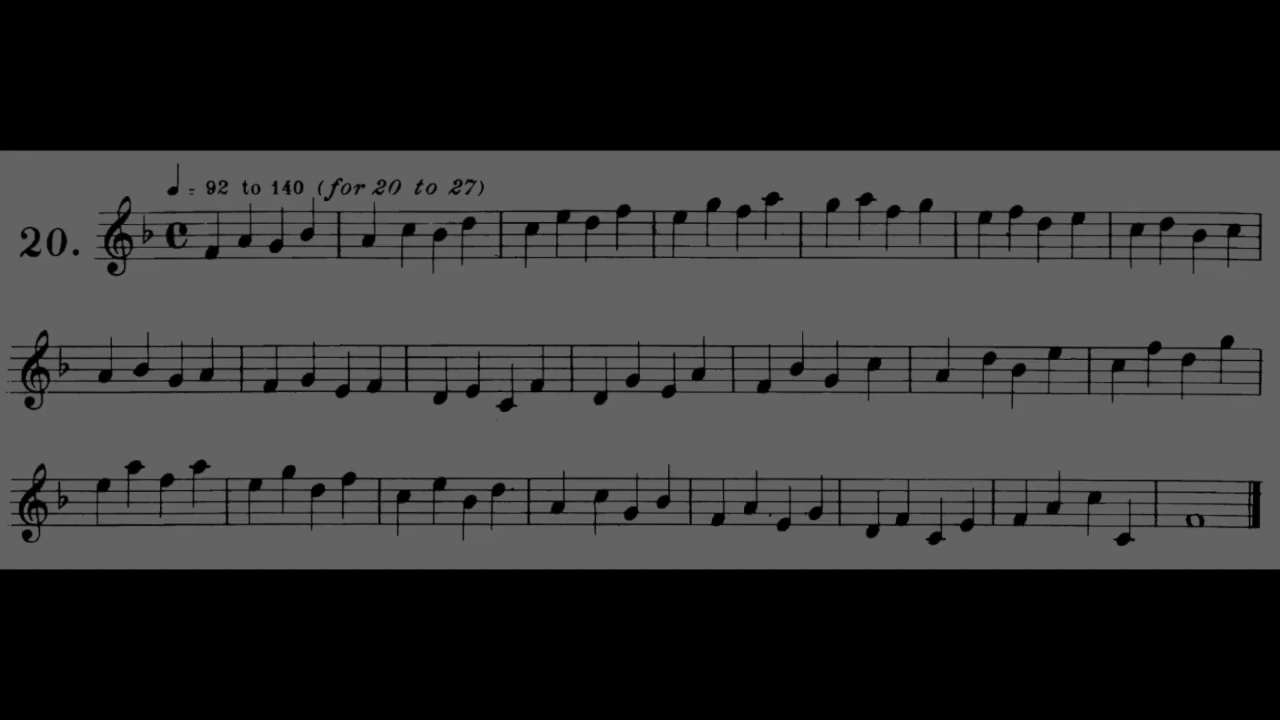 ♩ = 92 to 140 (for 20 to 27)
20.